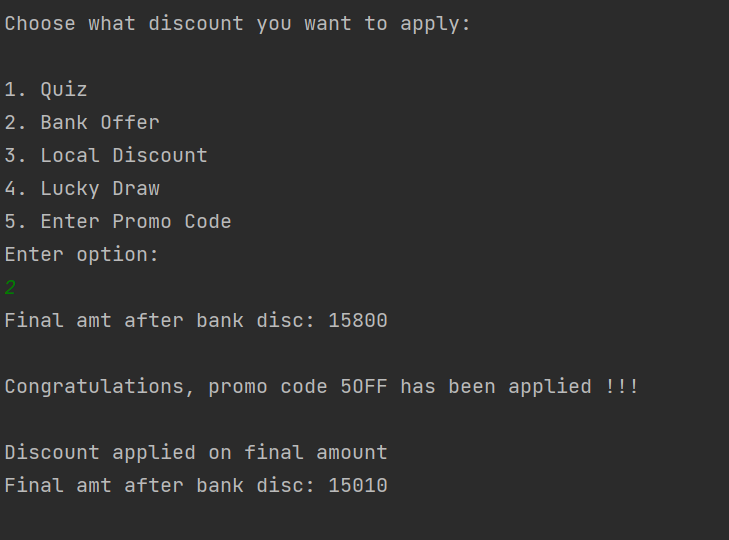 Choose what discount you want to apply:
1. Quiz
2. Bank Offer
3. Local Discount
4. Lucky Draw
5. Enter Promo Code
Enter option:
2
Final amt after bank disc: 15800
Congratulations, promo code 5OFF has been applied !!!
Discount applied on final amount
Final amt after bank disc: 15010